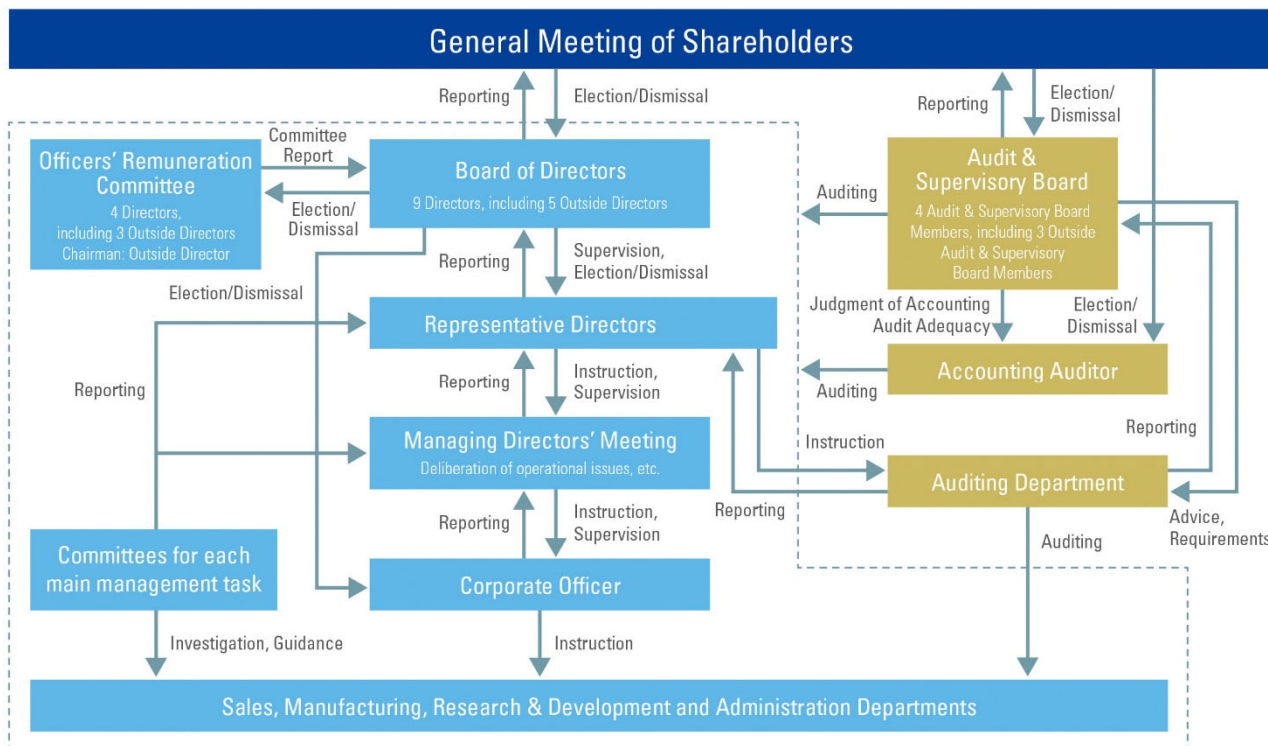 General Meeting of Shareholders
Reporting
Election/Dismissal
Reporting
Election/
Dismissal
Officers' Remuneration
Committee
4 Directors,
including 3 Outside Directors
Chairman: Outside Director
Committee
Report
Election/
Dismissal
Board of Directors
9 Directors, including 5 Outside Directors
Auditing
Audit &
Supervisory Board
4 Audit & Supervisory Board
Members, including 3 Outside
Audit & Supervisory
Board Members
Election/Dismissal
Reporting
Supervision,
Election/Dismissal
Judgment of Accounting
Audit Adequacy
Election/
Dismissal
Representative Directors
Auditing
Accounting Auditor
Reporting
Reporting
Instruction,
Supervision
Managing Directors' Meeting
Deliberation of operational issues, etc.
Instruction
Reporting
Auditing Department
Reporting
Advice,
Requirements
Reporting
Instruction,
Supervision
Auditing
Committees for each
main management task
Corporate Officer
Investigation, Guidance
Instruction
Sales, Manufacturing, Research & Development and Administration Departments